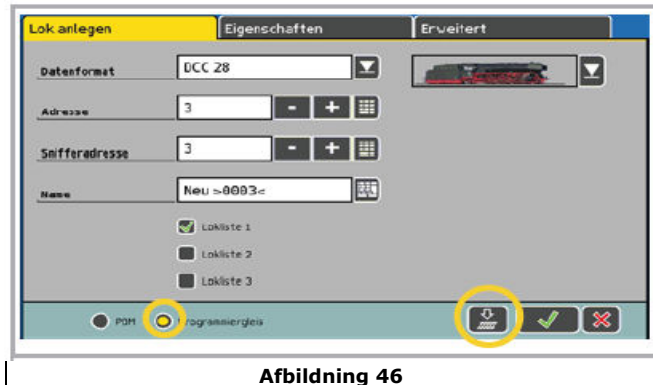 Lok anlegen Eigenschaften Erweitert
Datenformat DCC 28
Adresse 3 - +
Snifferadresse 3 - +
Name Neu >0003<
Lokliste 1
Lokliste 2
Lokliste 3
POM Programmiergleis
Afbildning 46